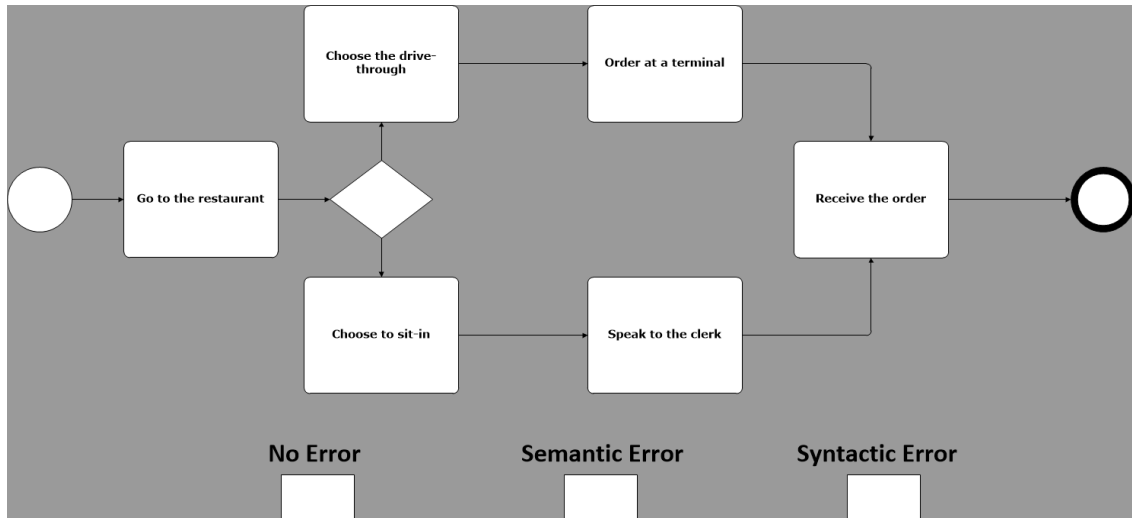 Choose the drive-
through
Order at a terminal
Go to the restaurant
Receive the order
Choose to sit-in
Speak to the clerk
No Error
Semantic Error
Syntactic Error